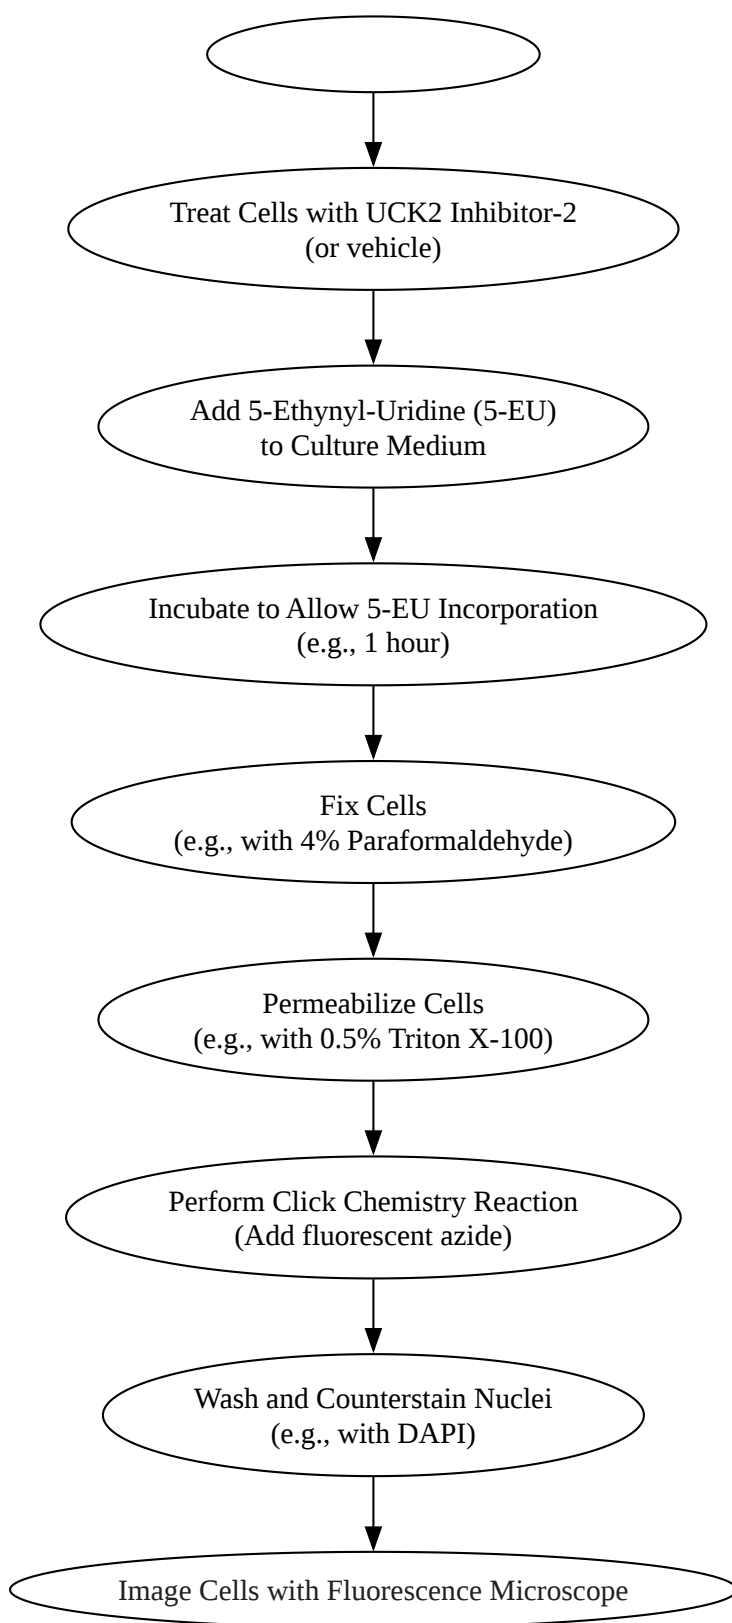 Treat Cells with UCK2 Inhibitor-2
(or vehicle)
Add 5-Ethynyl-Uridine (5-EU)
to Culture Medium
Incubate to Allow 5-EU Incorporation
(e.g., 1 hour)
Fix Cells
(e.g., with 4% Paraformaldehyde)
Permeabilize Cells
(e.g., with 0.5% Triton X-100)
Perform Click Chemistry Reaction
(Add fluorescent azide)
Wash and Counterstain Nuclei
(e.g., with DAPI)
Image Cells with Fluorescence Microscope